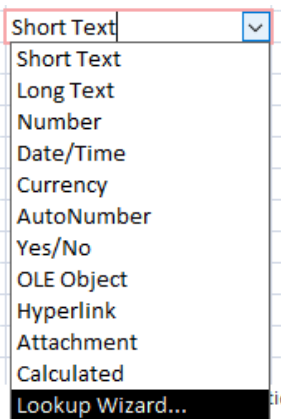 Short Text
Short Text
Long Text
Number
Date/Time
Currency
AutoNumber
Yes/No
OLE Object
Hyperlink
Attachment
Calculated
Lookup Wizard...